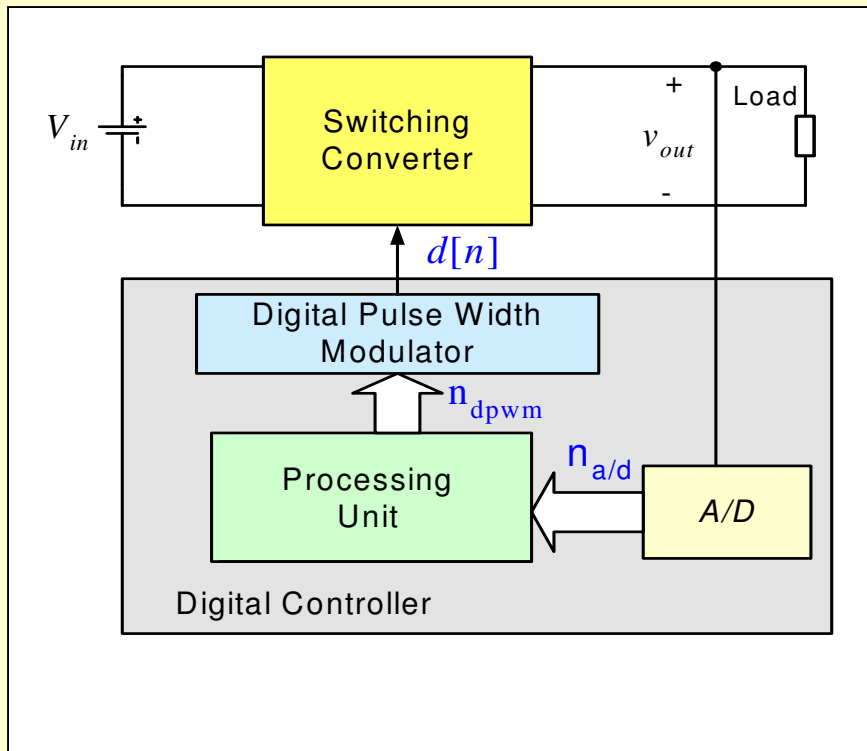 Switching
Converter
V_in
+
-
+
v_out
-
Load
d[n]
Digital Pulse Width
Modulator
n_dpwm
Processing
Unit
n_a/d
A/D
Digital Controller